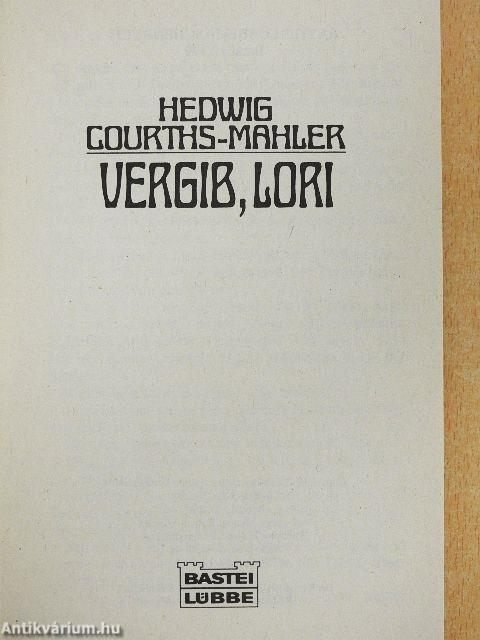 HEDWIG
COURTHS-MAHLER
VERGIB, LORI
BASTEI
LÜBBE
Antikvárium.hu